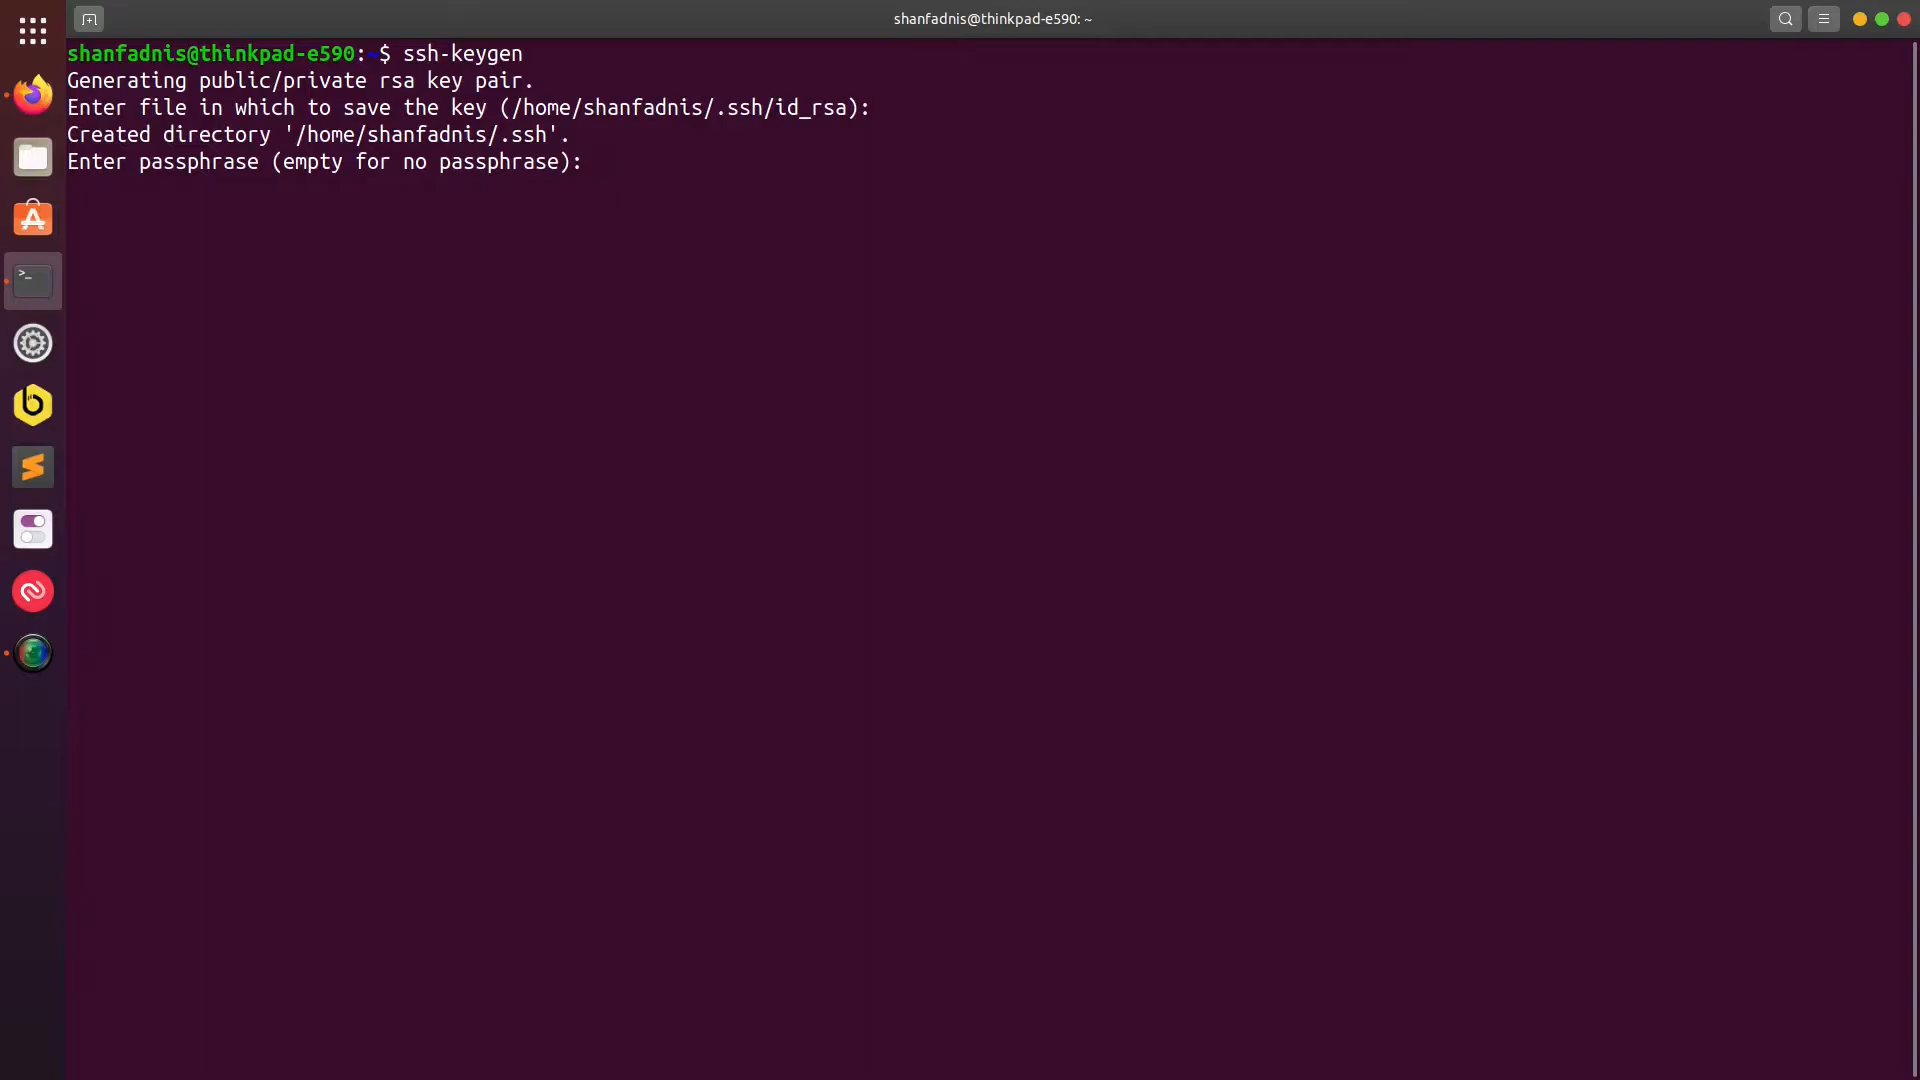 shanfadnis@thinkpad-e590: ~
shanfadnis@thinkpad-e590:~$ ssh-keygen
Generating public/private rsa key pair.
Enter file in which to save the key (/home/shanfadnis/.ssh/id_rsa):
Created directory '/home/shanfadnis/.ssh'.
Enter passphrase (empty for no passphrase):